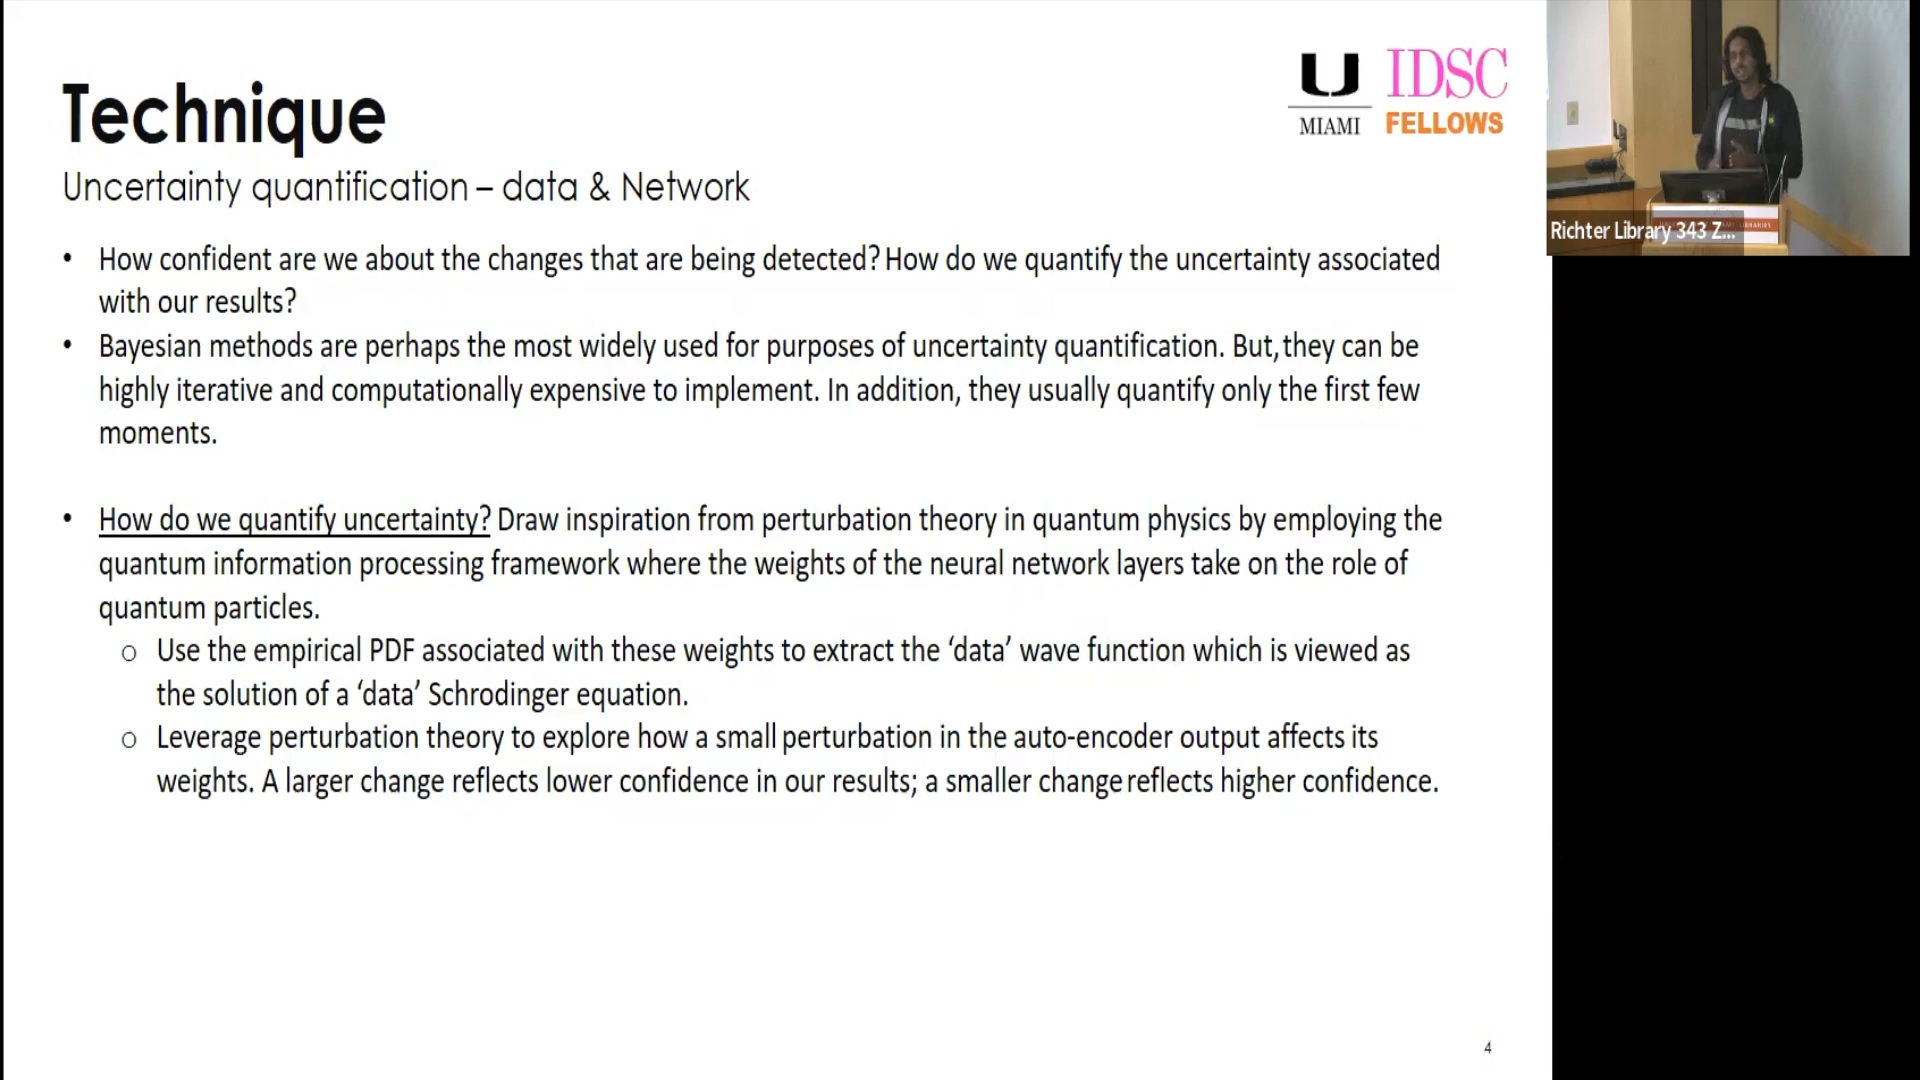 Technique
Uncertainty quantification – data & Network
• How confident are we about the changes that are being detected? How do we quantify the uncertainty associated
with our results?
• Bayesian methods are perhaps the most widely used for purposes of uncertainty quantification. But, they can be
highly iterative and computationally expensive to implement. In addition, they usually quantify only the first few
moments.
• How do we quantify uncertainty? Draw inspiration from perturbation theory in quantum physics by employing the
quantum information processing framework where the weights of the neural network layers take on the role of
quantum particles.
o Use the empirical PDF associated with these weights to extract the ‘data’ wave function which is viewed as
the solution of a ‘data’ Schrodinger equation.
o Leverage perturbation theory to explore how a small perturbation in the auto-encoder output affects its
weights. A larger change reflects lower confidence in our results; a smaller change reflects higher confidence.
4
U
MIAMI
IDSC
FELLOWS
Richter Library 343 Z...